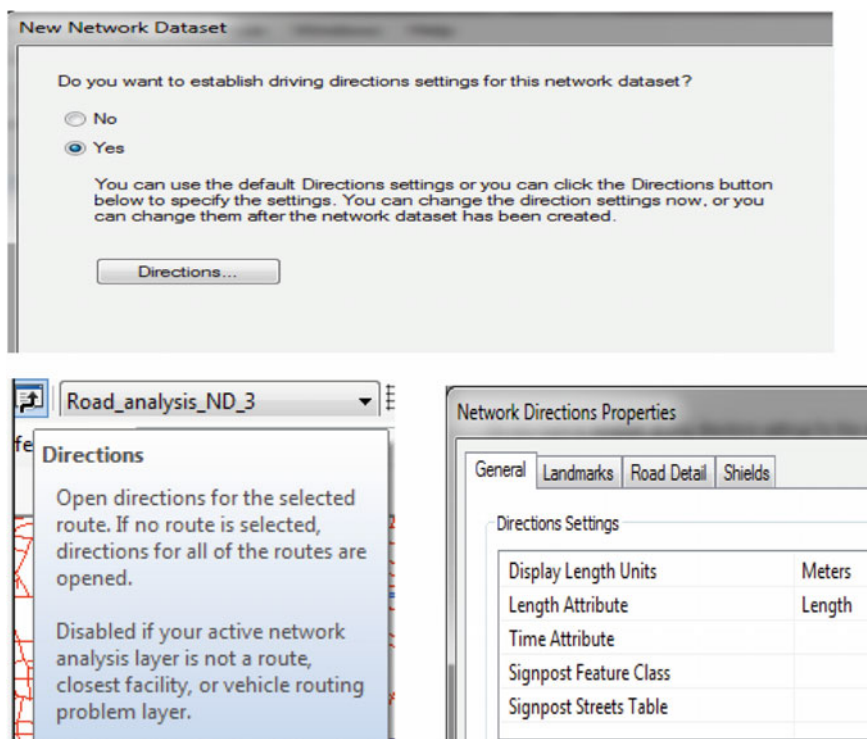 New Network Dataset
Do you want to establish driving directions settings for this network dataset?
No
Yes
You can use the default Directions settings or you can click the Directions button
below to specify the settings. You can change the direction settings now, or you
can change them after the network dataset has been created.
Directions...
Road_analysis_ND_3
fe
Directions
Open directions for the selected
route. If no route is selected,
directions for all of the routes are
opened.
Disabled if your active network
analysis layer is not a route,
closest facility, or vehicle routing
problem layer.
Network Directions Properties
General Landmarks Road Detail Shields
Directions Settings
Display Length Units Meters
Length Attribute Length
Time Attribute
Signpost Feature Class
Signpost Streets Table